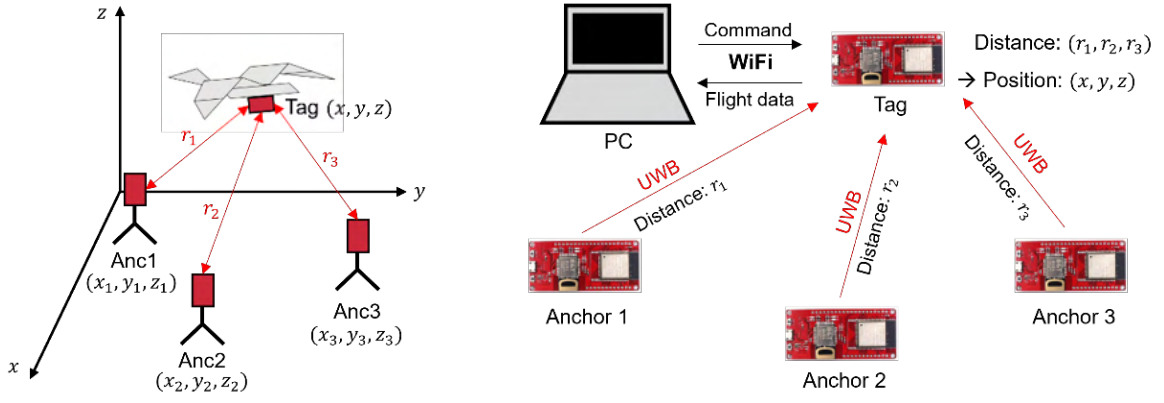 z
Tag (x, y, z)
r₁
r₃
r₂
y
Anc1
(x₁, y₁, z₁)
Anc3
(x₃, y₃, z₃)
Anc2
(x₂, y₂, z₂)
x
Command
WiFi
Flight data
PC
Tag
Distance: (r₁, r₂, r₃)
→ Position: (x, y, z)
UWB
Distance: r₁
UWB
Distance: r₂
UWB
Distance: r₃
Anchor 1
Anchor 2
Anchor 3